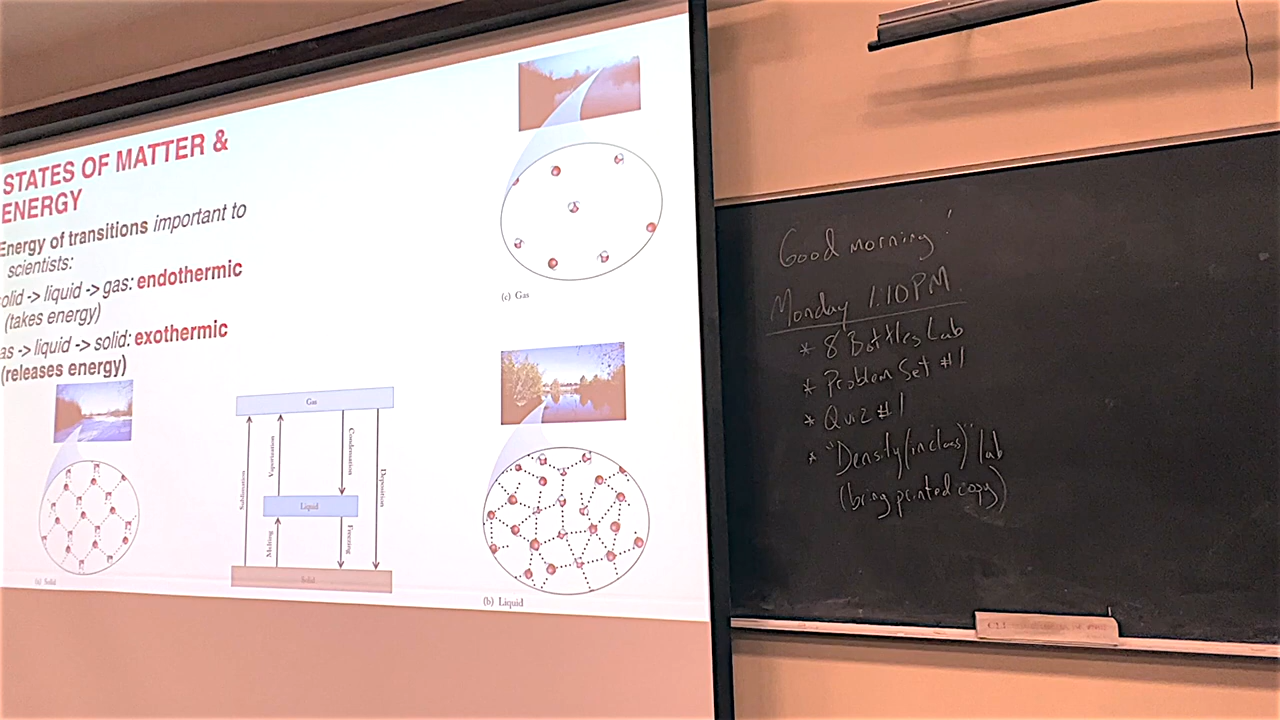 STATES OF MATTER &
ENERGY
Energy of transitions important to
scientists:
olid -> liquid -> gas: endothermic
(takes energy)
as -> liquid -> solid: exothermic
(releases energy)
(c) Gas
Gas
Sublimation
Vaporization
Condensation
Deposition
Liquid
Melting
Freezing
Solid
(a) Solid
(b) Liquid
Good morning!
Monday 1:10PM
* 8 Bottles Lab
* Problem Set #1
* Quiz #1
* "Density (in class)" lab
(bring printed copy)